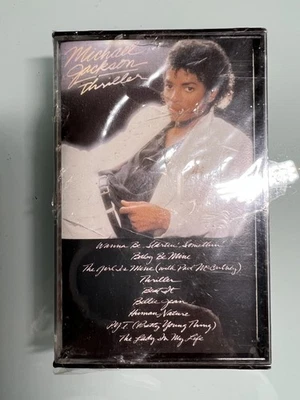 Michael
Jackson
Thriller
Wanna Be Startin' Somethin'
Baby Be Mine
The Girl Is Mine (with Paul McCartney)
Thriller
Beat It
Billie Jean
Human Nature
P.Y.T. (Pretty Young Thing)
The Lady In My Life